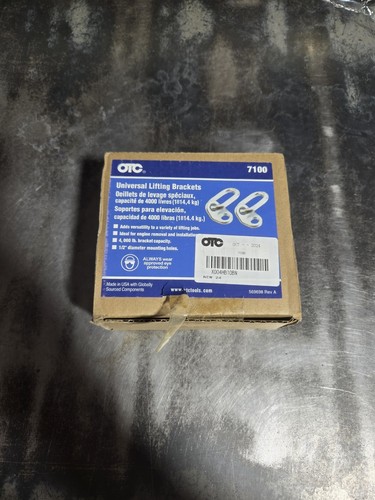 OTC®
7100
Universal Lifting Brackets
Oeillets de levage spéciaux,
capacité de 4000 livres (1814,4 kg)
Soportes para elevación,
capacidad de 4000 libras (1814.4 kg.)
Adds versatility to a variety of lifting jobs.
Ideal for engine removal and installation
4,000 lb. bracket capacity.
1/2" diameter mounting holes.
ALWAYS wear
approved eye
protection
OTC
Made in USA with Globally
Sourced Components
www.otctools.com
Rev A